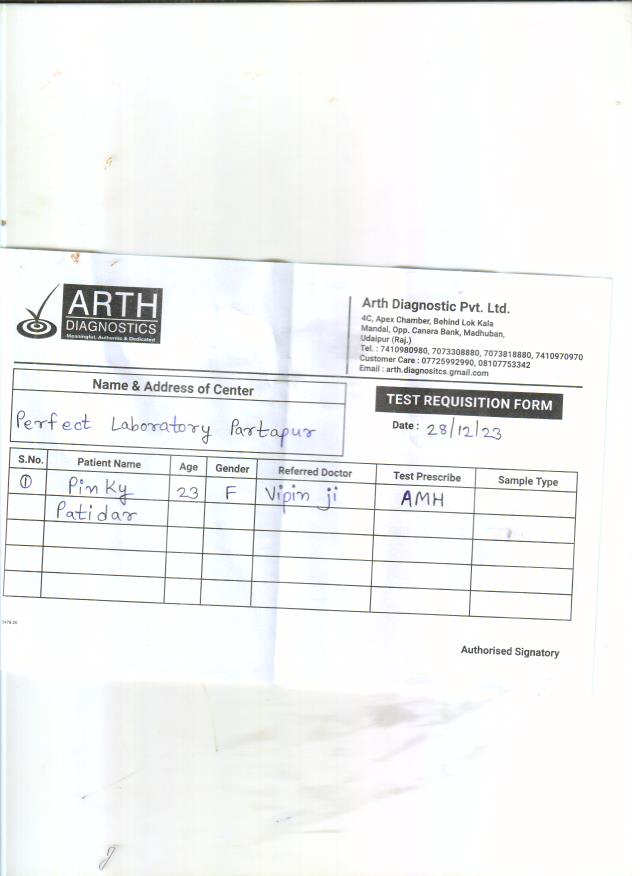 ARTH
DIAGNOSTICS
Meaningful, Authentic & Dedicated
Arth Diagnostic Pvt. Ltd.
4C, Apex Chamber, Behind Lok Kala
Mandal, Opp. Canara Bank, Madhuban,
Udaipur (Raj.)
Tel. : 7410980980, 7073308880, 7073818880, 7410970970
Customer Care : 07725992990, 08107753342
Email : arth.diagnositcs.gmail.com
Name & Address of Center
Perfect Laboratory Partapur
TEST REQUISITION FORM
Date : 28/12/23
S.No. Patient Name Age Gender Referred Doctor Test Prescribe Sample Type
① Pinky 23 F Vipin ji AMH
Patidar
Authorised Signatory